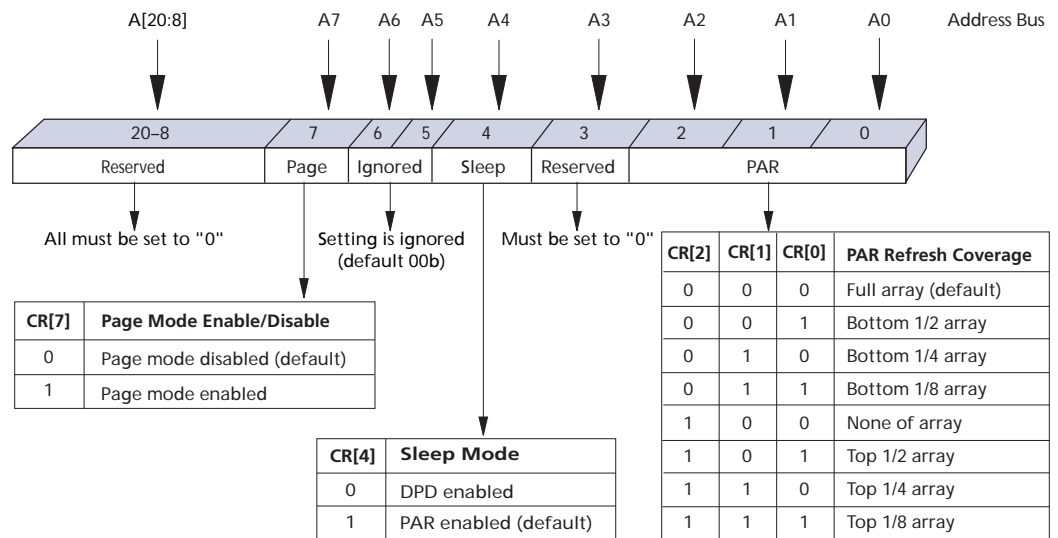 A[20:8] A7 A6 A5 A4 A3 A2 A1 A0 Address Bus
20–8 7 6 5 4 3 2 1 0
Reserved Page Ignored Sleep Reserved PAR
All must be set to "0"
Setting is ignored
(default 00b)
Must be set to "0"
CR[7] Page Mode Enable/Disable
0 Page mode disabled (default)
1 Page mode enabled
CR[4] Sleep Mode
0 DPD enabled
1 PAR enabled (default)
CR[2] CR[1] CR[0] PAR Refresh Coverage
0 0 0 Full array (default)
0 0 1 Bottom 1/2 array
0 1 0 Bottom 1/4 array
0 1 1 Bottom 1/8 array
1 0 0 None of array
1 0 1 Top 1/2 array
1 1 0 Top 1/4 array
1 1 1 Top 1/8 array